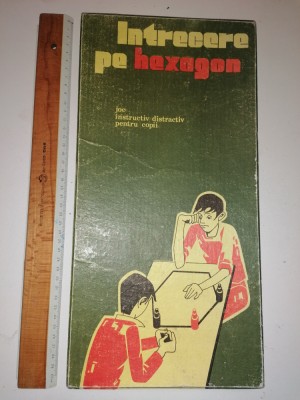 Intrecere
pe hexagon
joc
instructiv distractiv
pentru copii